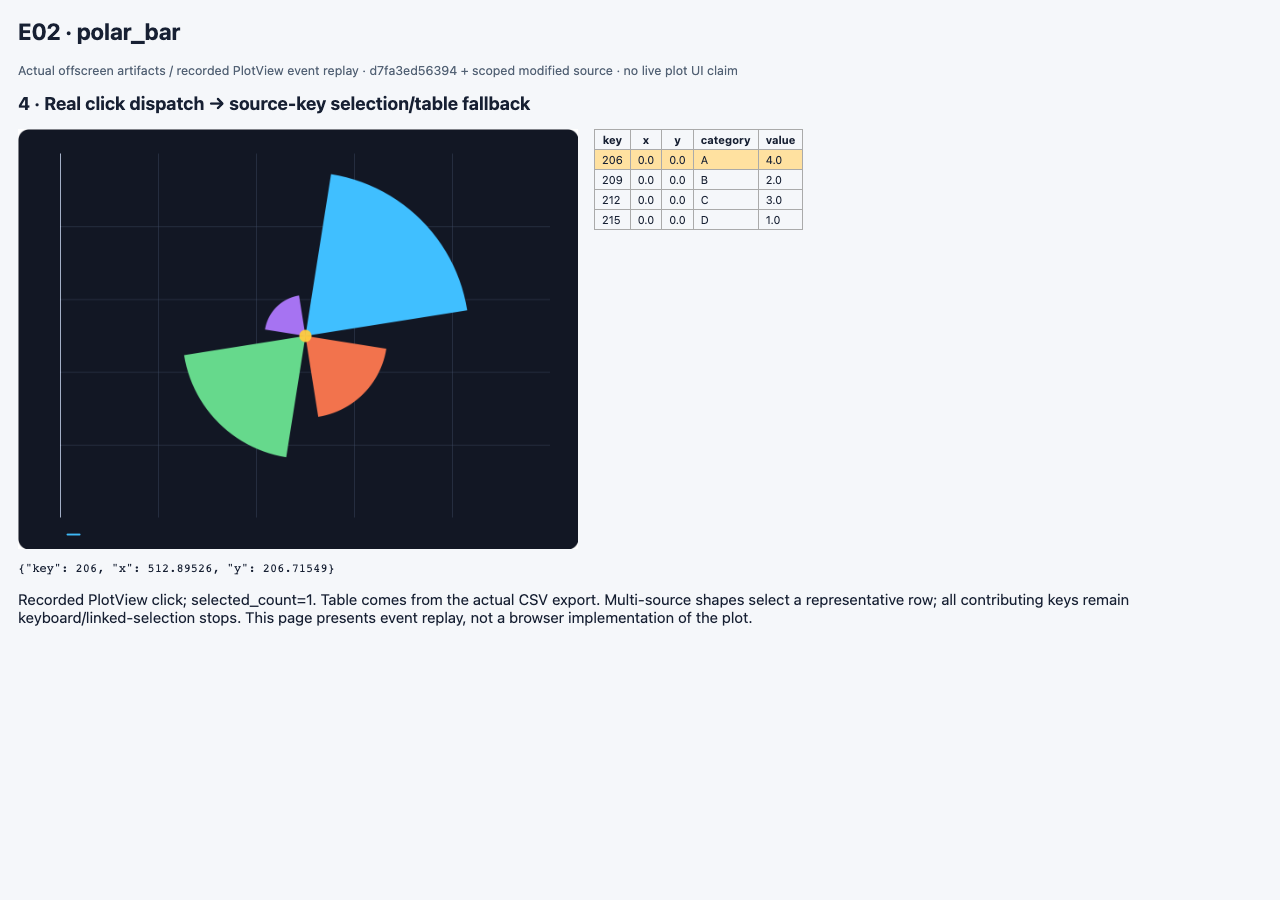 E02 · polar_bar
Actual offscreen artifacts / recorded PlotView event replay · d7fa3ed56394 + scoped modified source · no live plot UI claim
4 · Real click dispatch → source-key selection/table fallback
key x y category value
206 0.0 0.0 A 4.0
209 0.0 0.0 B 2.0
212 0.0 0.0 C 3.0
215 0.0 0.0 D 1.0
{"key": 206, "x": 512.89526, "y": 206.71549}
Recorded PlotView click; selected_count=1. Table comes from the actual CSV export. Multi-source shapes select a representative row; all contributing keys remain
keyboard/linked-selection stops. This page presents event replay, not a browser implementation of the plot.